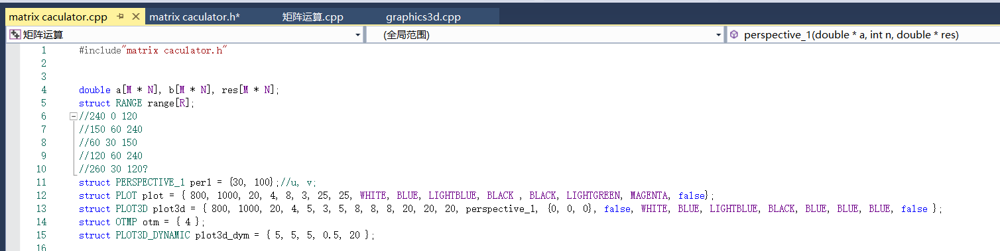 matrix caculator.cpp matrix caculator.h* 矩阵运算.cpp graphics3d.cpp
矩阵运算 (全局范围) perspective_1(double * a, int n, double * res)
1 #include"matrix caculator.h"
2
3
4 double a[M * N], b[M * N], res[M * N];
5 struct RANGE range[R];
6 //240 0 120
7 //150 60 240
8 //60 30 150
9 //120 60 240
10 //260 30 120?
11 struct PERSPECTIVE_1 per1 = {30, 100};//u, v;
12 struct PLOT plot = { 800, 1000, 20, 4, 8, 3, 25, 25, WHITE, BLUE, LIGHTBLUE, BLACK , BLACK, LIGHTGREEN, MAGENTA, false};
13 struct PLOT3D plot3d = { 800, 1000, 20, 4, 5, 3, 5, 8, 8, 8, 20, 20, 20, perspective_1, {0, 0, 0}, false, WHITE, BLUE, LIGHTBLUE, BLACK, BLUE, BLUE, BLUE, false };
14 struct OTMP otm = { 4 };
15 struct PLOT3D_DYNAMIC plot3d_dym = { 5, 5, 5, 0.5, 20 };
16